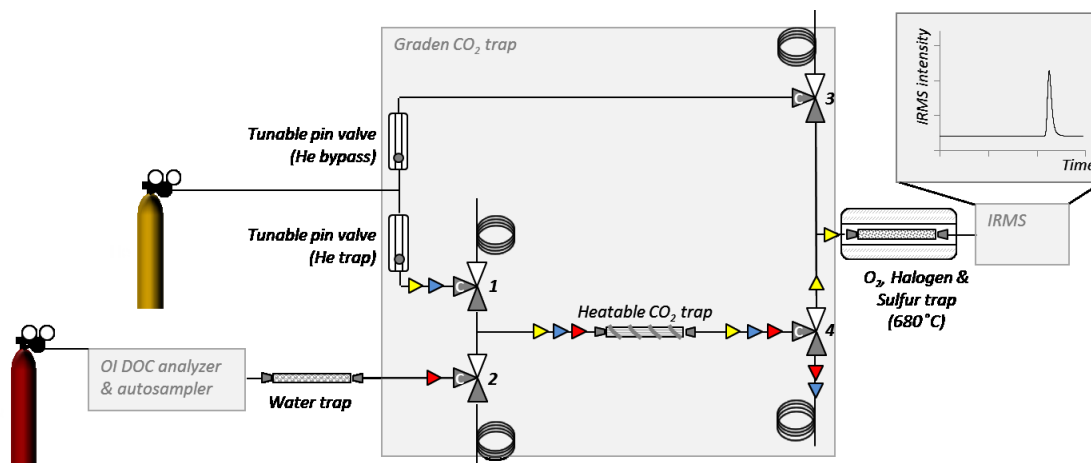 Graden CO₂ trap
IRMS intensity
Time
3
Tunable pin valve
(He bypass)
Tunable pin valve
(He trap)
IRMS
1
O₂, Halogen &
Sulfur trap
(680˚C)
Heatable CO₂ trap
4
OI DOC analyzer
& autosampler
2
Water trap
C
C
C
C